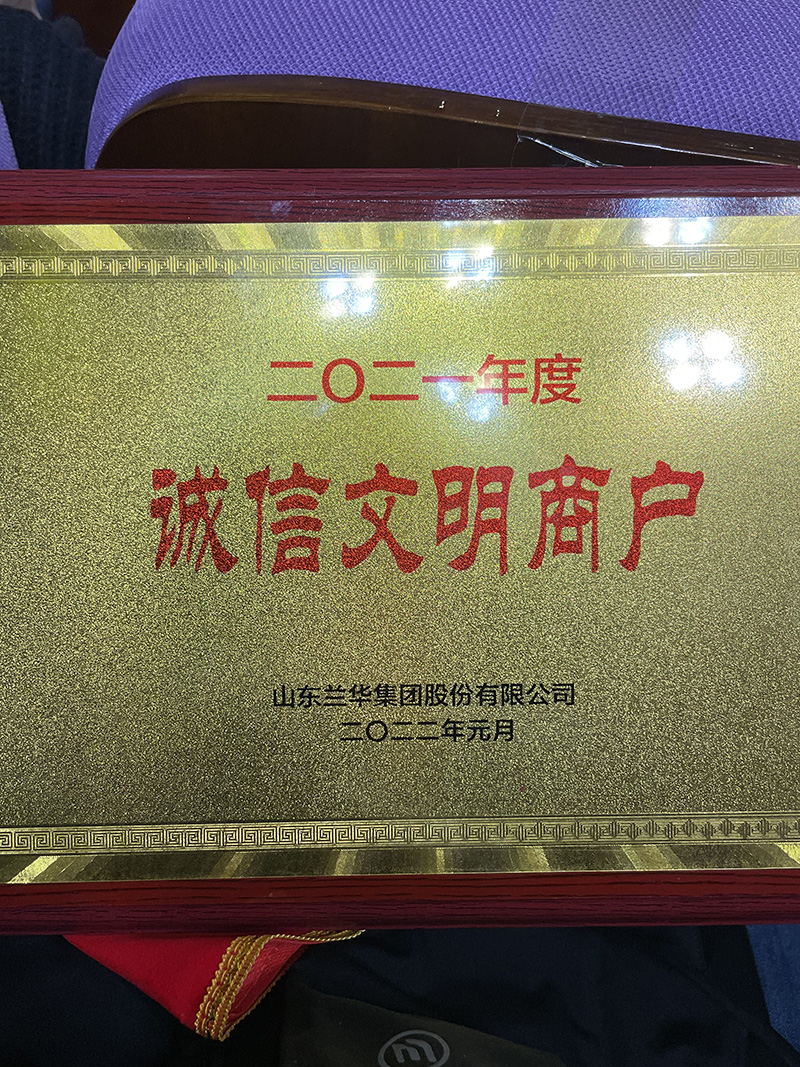 二〇二一年度
诚信文明商户
山东兰华集团股份有限公司
二〇二二年元月